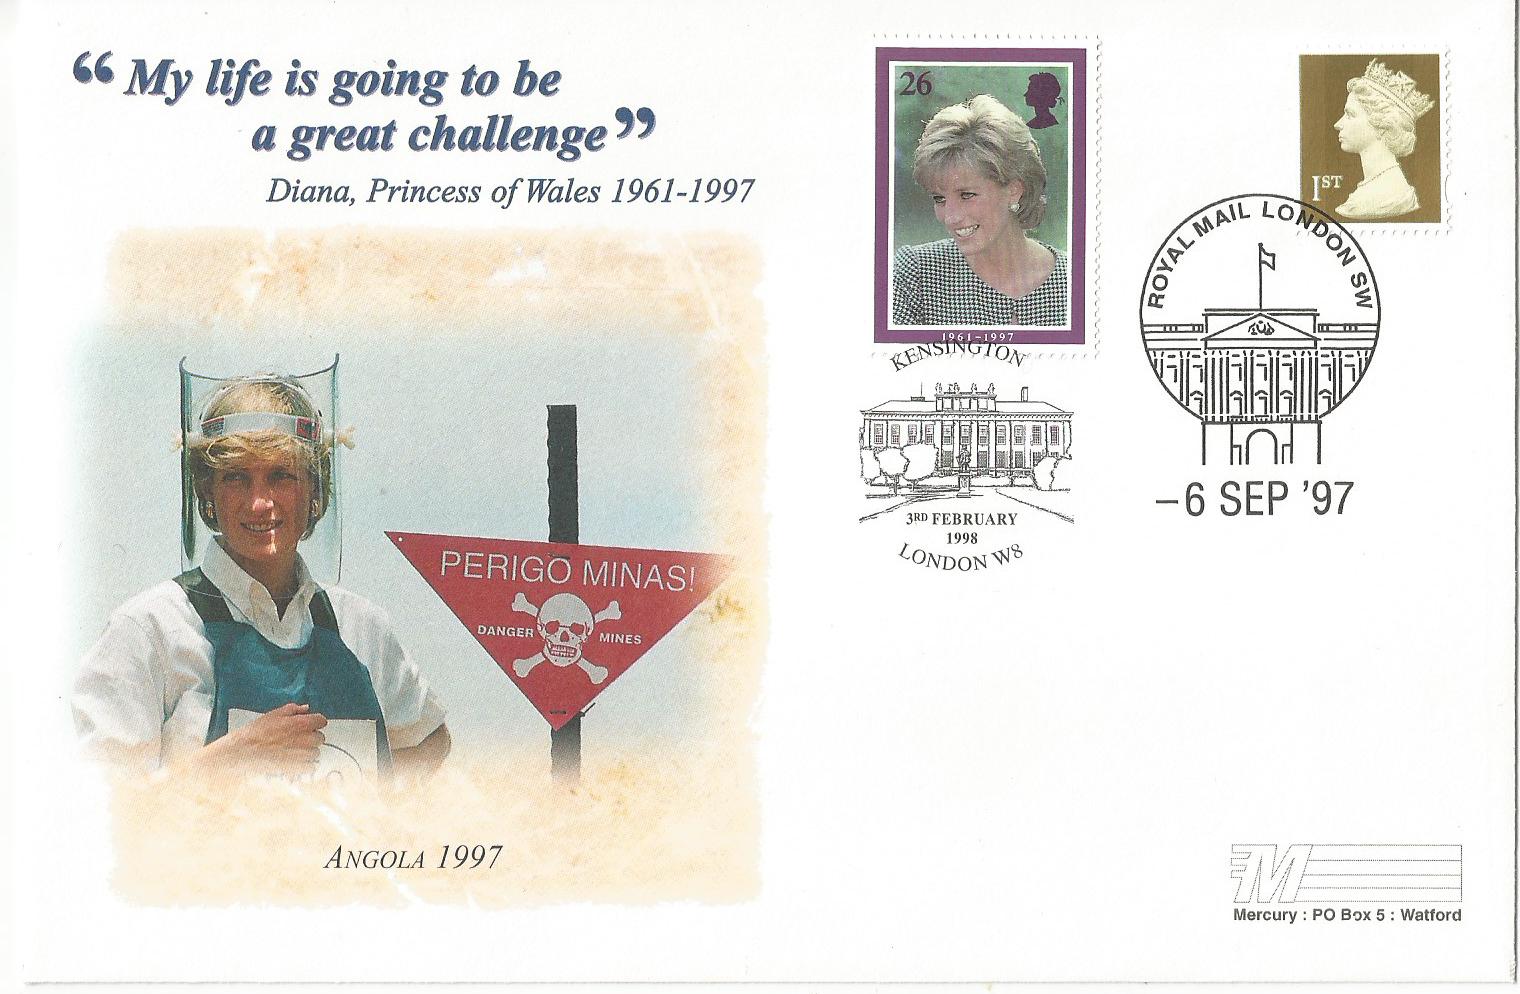 “My life is going to be
a great challenge”
Diana, Princess of Wales 1961-1997
PERIGO MINAS!
DANGER MINES
ANGOLA 1997
26
1961-1997
KENSINGTON
3RD FEBRUARY
1998
LONDON W8
1ST
ROYAL MAIL LONDON SW
–6 SEP ’97
M
Mercury : PO Box 5 : Watford